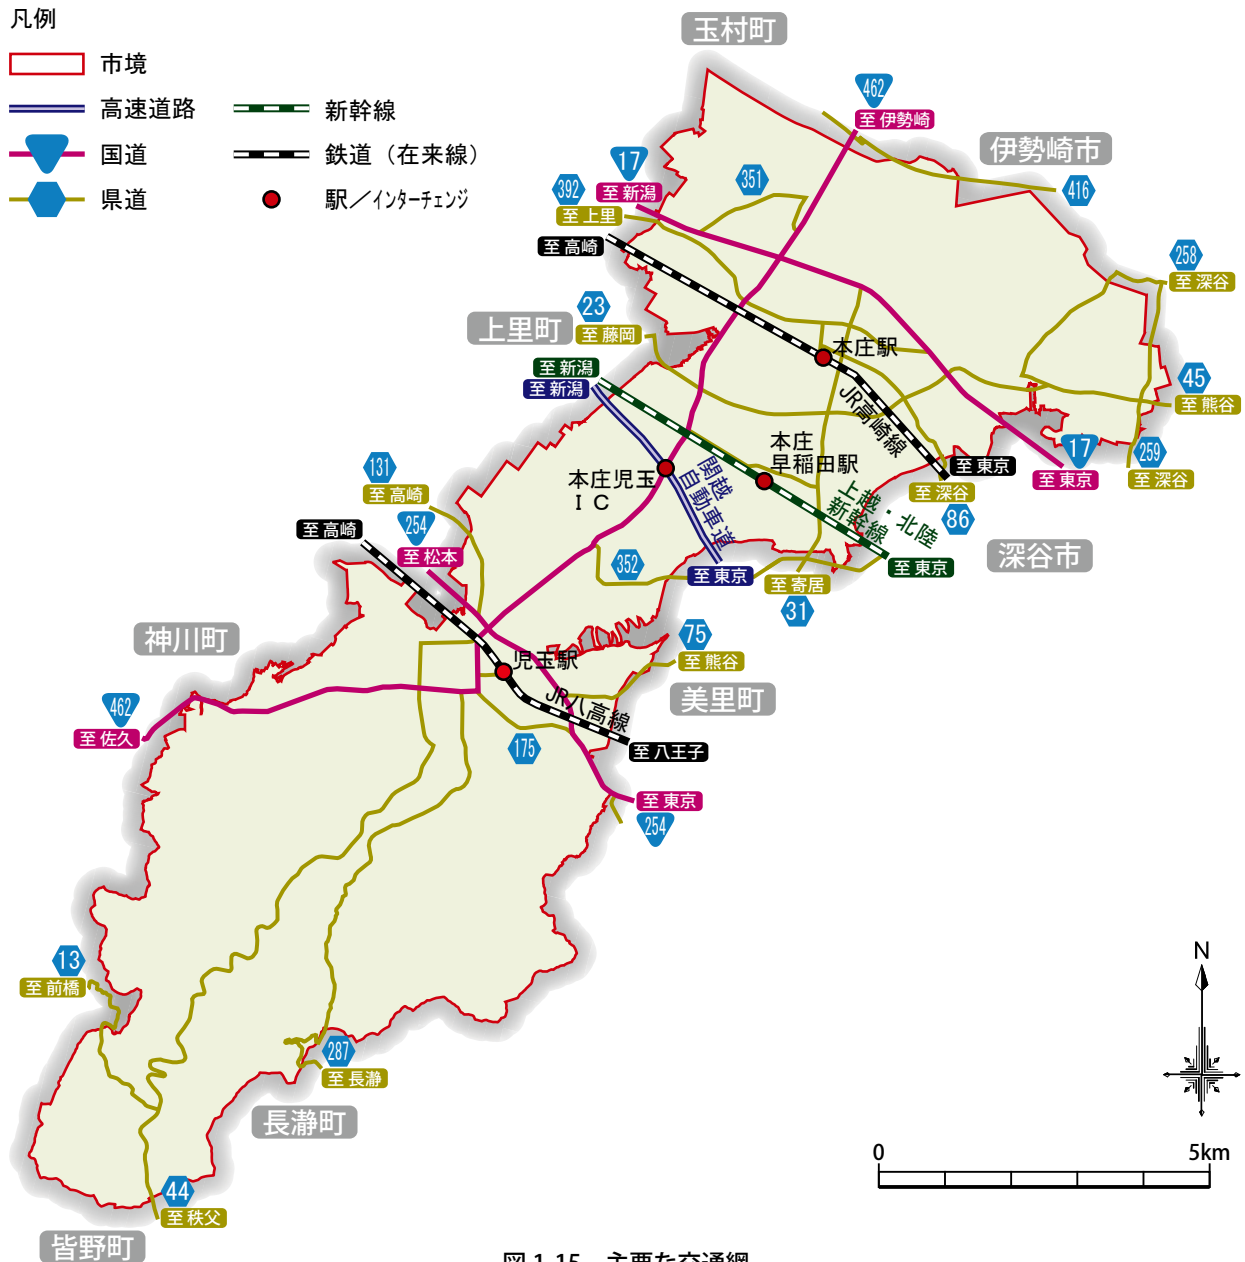 凡例
市境
高速道路
新幹線
国道
鉄道（在来線）
県道
駅／インターチェンジ
玉村町
462
至 伊勢崎
伊勢崎市
17
至 新潟
392
至 上里
351
416
至 高崎
258
至 深谷
23
至 藤岡
上里町
本庄駅
至 新潟
至 新潟
45
至 熊谷
JR高崎線
本庄
早稲田駅
131
至 高崎
本庄児玉
ＩＣ
関越
自動車道
至 東京
17
至 東京
259
至 深谷
至 深谷
86
上越・北陸
新幹線
至 高崎
254
至 松本
352
至 東京
至 寄居
31
至 東京
深谷市
神川町
75
至 熊谷
児玉駅
美里町
462
至 佐久
JR八高線
175
至 八王子
至 東京
254
13
至 前橋
287
至 長瀞
長瀞町
44
至 秩父
皆野町
N
0
5km
図 1-15　主要な交通網